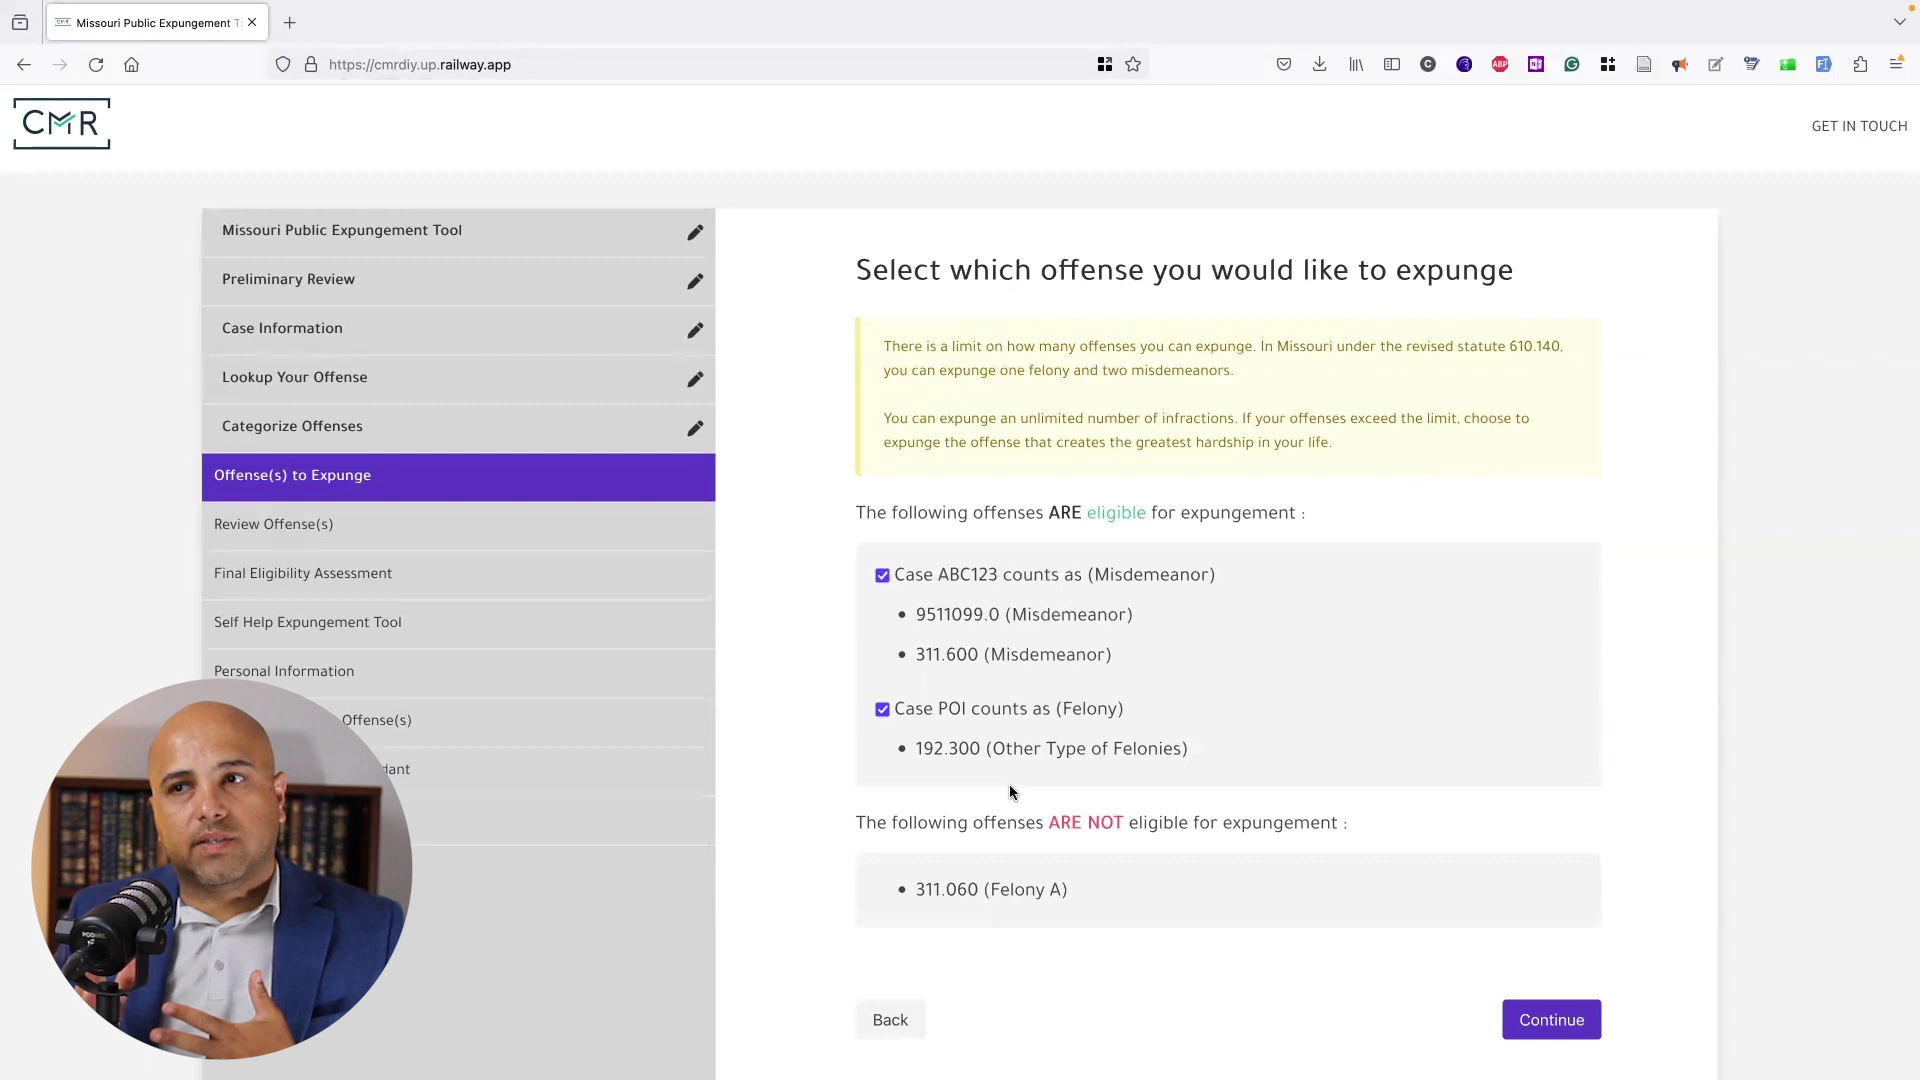 Missouri Public Expungement T
https://cmrdiy.up.railway.app
CMR
GET IN TOUCH
Missouri Public Expungement Tool
Preliminary Review
Case Information
Lookup Your Offense
Categorize Offenses
Offense(s) to Expunge
Review Offense(s)
Final Eligibility Assessment
Self Help Expungement Tool
Personal Information
Offense(s)
dant
Select which offense you would like to expunge
There is a limit on how many offenses you can expunge. In Missouri under the revised statute 610.140,
you can expunge one felony and two misdemeanors.
You can expunge an unlimited number of infractions. If your offenses exceed the limit, choose to
expunge the offense that creates the greatest hardship in your life.
The following offenses ARE eligible for expungement :
Case ABC123 counts as (Misdemeanor)
• 9511099.0 (Misdemeanor)
• 311.600 (Misdemeanor)
Case POI counts as (Felony)
• 192.300 (Other Type of Felonies)
The following offenses ARE NOT eligible for expungement :
• 311.060 (Felony A)
Back
Continue